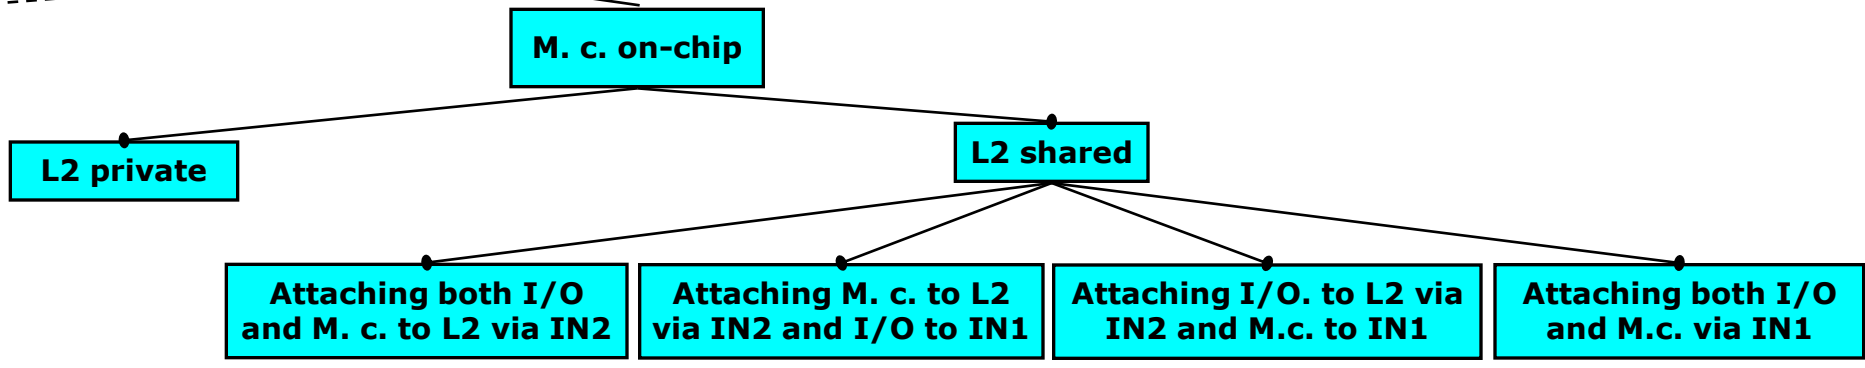 M. c. on-chip
L2 private
L2 shared
Attaching both I/O
and M. c. to L2 via IN2
Attaching M. c. to L2
via IN2 and I/O to IN1
Attaching I/O. to L2 via
IN2 and M.c. to IN1
Attaching both I/O
and M.c. via IN1